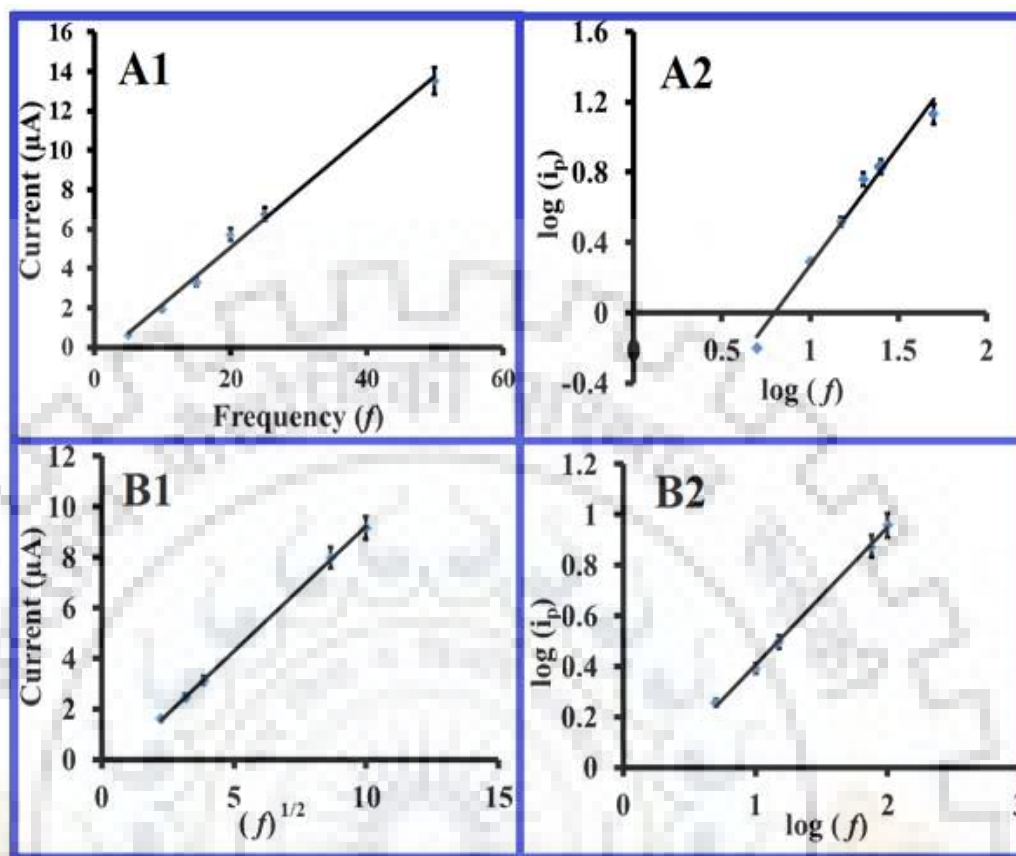 A1
Current (µA)
16
14
12
10
8
6
4
2
0
0 20 40 60
Frequency (f)
A2
log (iₚ)
1.6
1.2
0.8
0.4
0
-0.4
0 0.5 1 1.5 2
log (f)
B1
Current (µA)
12
10
8
6
4
2
0
0 5 10 15
(f)¹/²
B2
log (iₚ)
1.2
1
0.8
0.6
0.4
0.2
0
0 1 2 3
log (f)